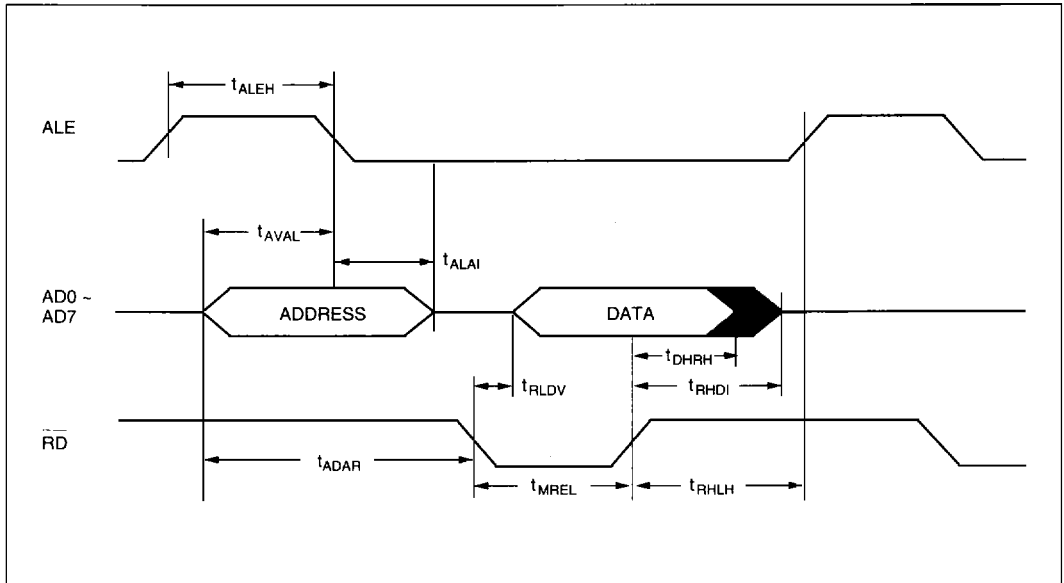 tALEH
ALE
tAVAL
tALAI
AD0 ~
AD7
ADDRESS
DATA
tDHRH
tRLDV
tRHDI
RD
tADAR
tMREL
tRHLH